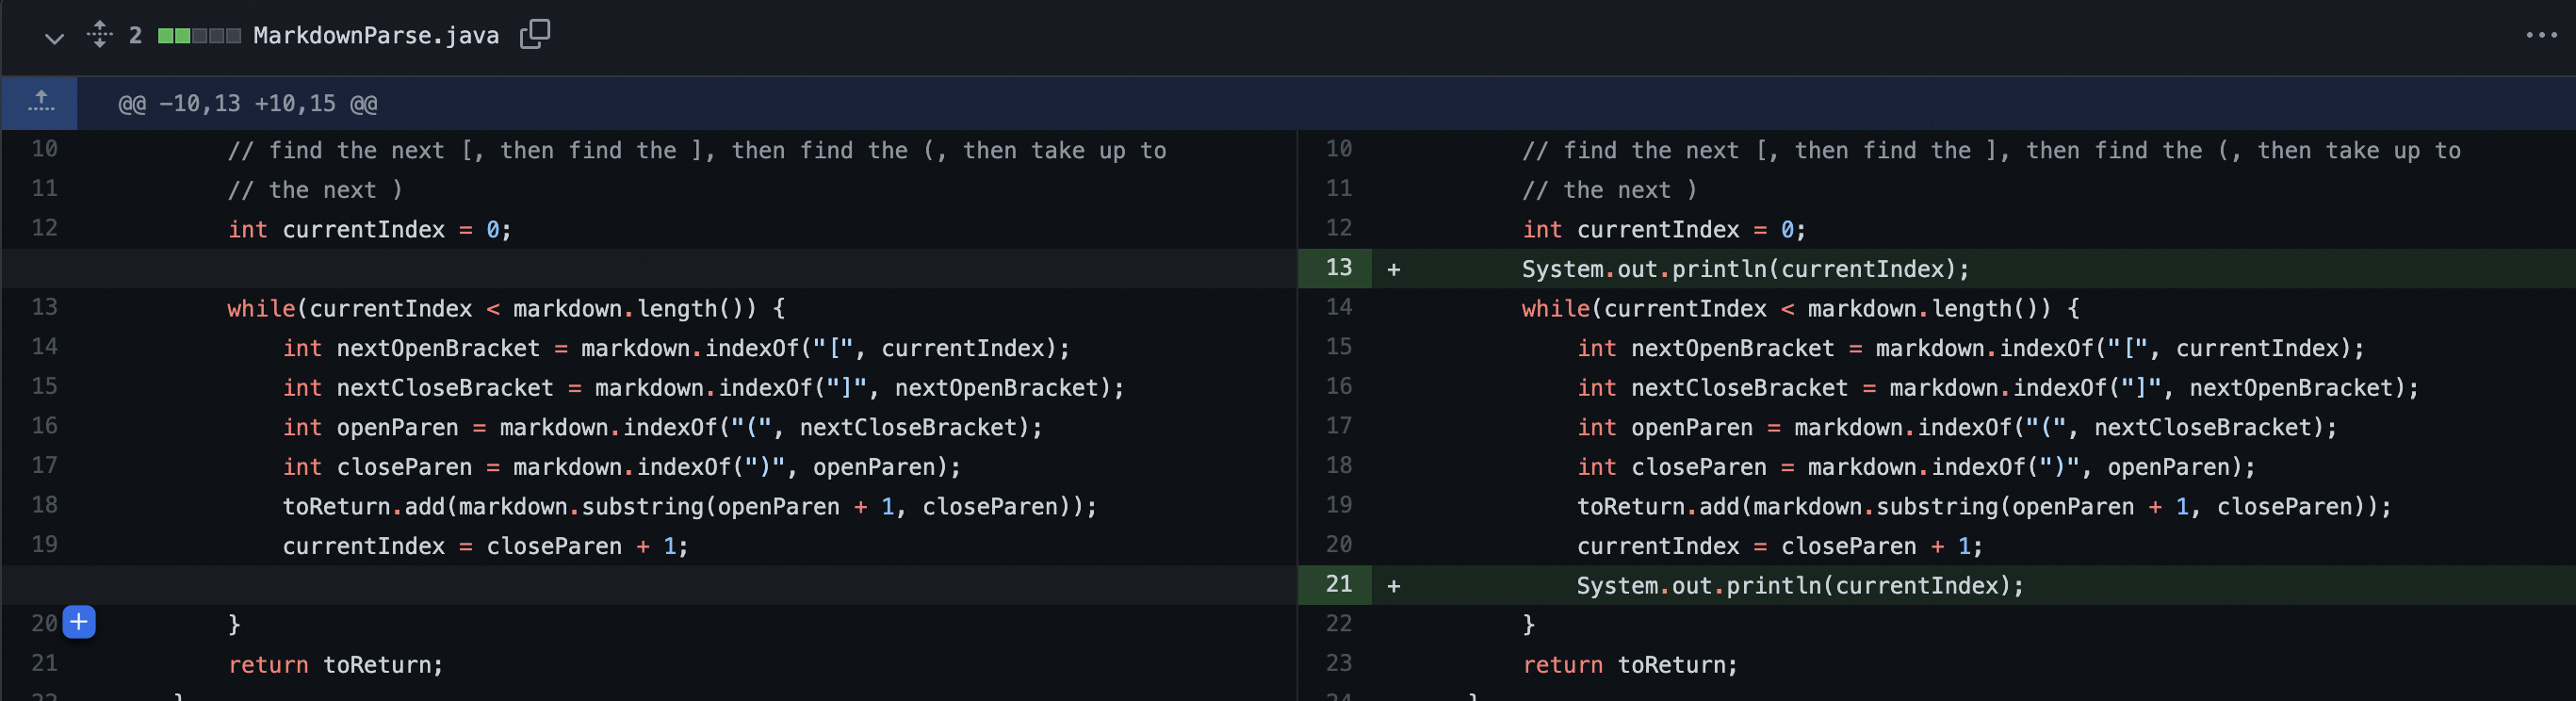 2 MarkdownParse.java
@@ -10,13 +10,15 @@
10 // find the next [, then find the ], then find the (, then take up to
11 // the next )
12 int currentIndex = 0;
13 while(currentIndex < markdown.length()) {
14 int nextOpenBracket = markdown.indexOf("[", currentIndex);
15 int nextCloseBracket = markdown.indexOf("]", nextOpenBracket);
16 int openParen = markdown.indexOf("(", nextCloseBracket);
17 int closeParen = markdown.indexOf(")", openParen);
18 toReturn.add(markdown.substring(openParen + 1, closeParen));
19 currentIndex = closeParen + 1;
20 }
21 return toReturn;
22 }
10 // find the next [, then find the ], then find the (, then take up to
11 // the next )
12 int currentIndex = 0;
13 + System.out.println(currentIndex);
14 while(currentIndex < markdown.length()) {
15 int nextOpenBracket = markdown.indexOf("[", currentIndex);
16 int nextCloseBracket = markdown.indexOf("]", nextOpenBracket);
17 int openParen = markdown.indexOf("(", nextCloseBracket);
18 int closeParen = markdown.indexOf(")", openParen);
19 toReturn.add(markdown.substring(openParen + 1, closeParen));
20 currentIndex = closeParen + 1;
21 + System.out.println(currentIndex);
22 }
23 return toReturn;
24 }